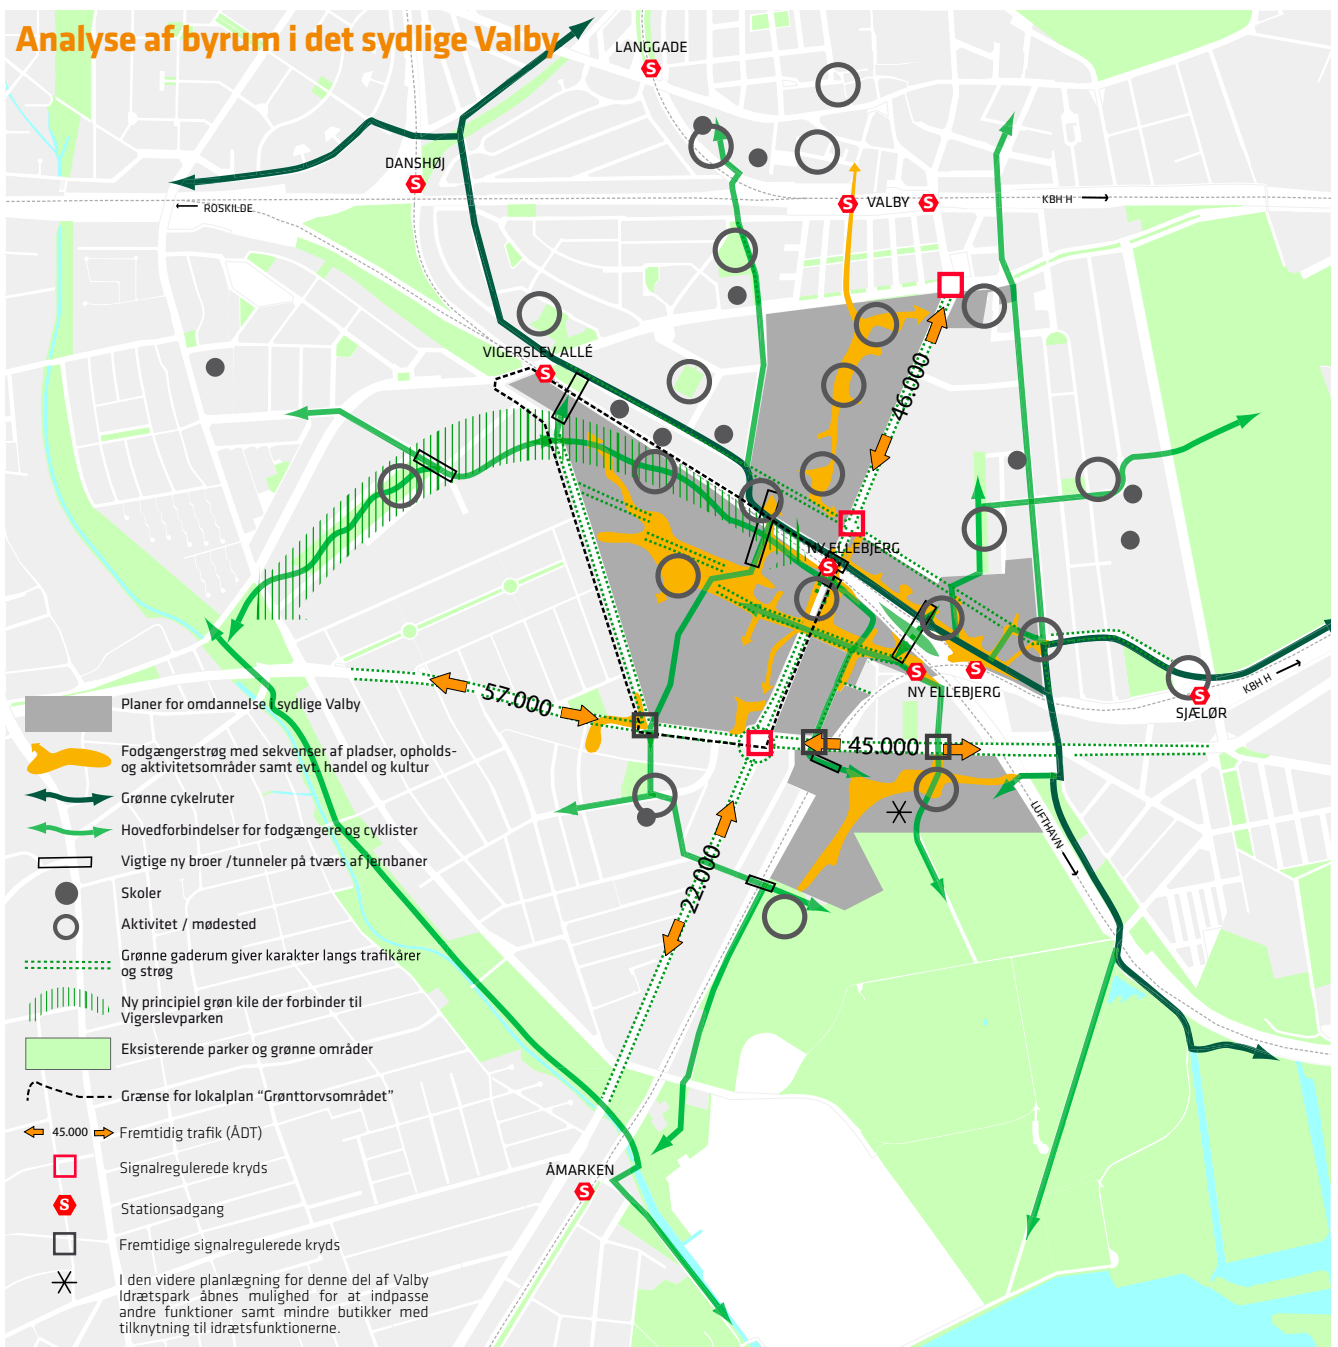 Analyse af byrum i det sydlige Valby
LANGGADE
S
DANSHØJ
S
ROSKILDE
S
VALBY
S
KBH H
VIGERSLEV ALLÉ
S
46.000
NY ELLEBJERG
S
57.000
S
S
NY ELLEBJERG
KBH H
S
SJÆLØR
45.000
LUFTHAVN
22.000
ÅMARKEN
S
Planer for omdannelse i sydlige Valby
Fodgængerstrøg med sekvenser af pladser, opholds-
og aktivitetsområder samt evt. handel og kultur
Grønne cykelruter
Hovedforbindelser for fodgængere og cyklister
Vigtige ny broer /tunneler på tværs af jernbaner
Skoler
Aktivitet / mødested
Grønne gaderum giver karakter langs trafikårer
og strøg
Ny principiel grøn kile der forbinder til
Vigerslevparken
Eksisterende parker og grønne områder
Grænse for lokalplan “Grønttorvsområdet”
45.000 Fremtidig trafik (ÅDT)
Signalregulerede kryds
S Stationsadgang
Fremtidige signalregulerede kryds
I den videre planlægning for denne del af Valby
Idrætspark åbnes mulighed for at indpasse
andre funktioner samt mindre butikker med
tilknytning til idrætsfunktionerne.